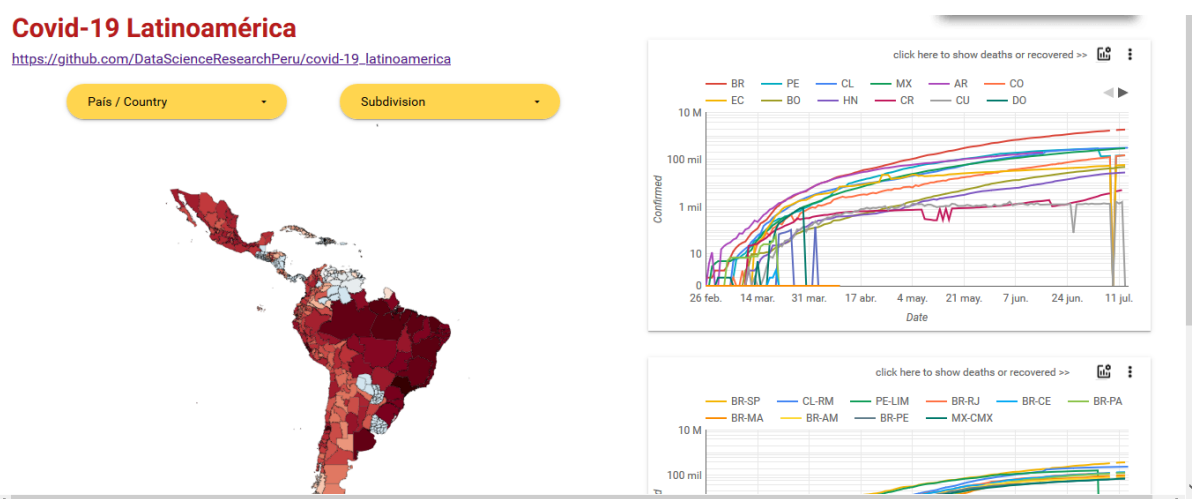 Covid-19 Latinoamérica
https://github.com/DataScienceResearchPeru/covid-19_latinoamerica
País / Country
Subdivision
click here to show deaths or recovered >>
BR PE CL MX AR CO
EC BO HN CR CU DO
10 M
100 mil
1 mil
10
0
Confirmed
26 feb. 14 mar. 31 mar. 17 abr. 4 may. 21 may. 7 jun. 24 jun. 11 jul.
Date
click here to show deaths or recovered >>
BR-SP CL-RM PE-LIM BR-RJ BR-CE BR-PA
BR-MA BR-AM BR-PE MX-CMX
10 M
100 mil